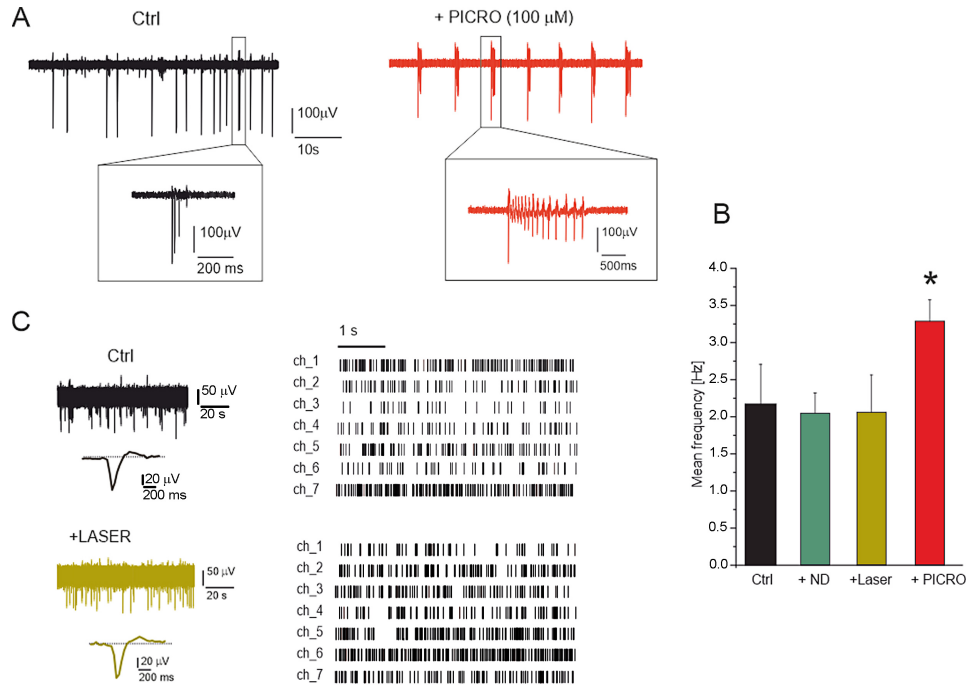 A
Ctrl
+ PICRO (100 μM)
100μV
10s
100μV
200 ms
100μV
500ms
B
4.0
3.5
3.0
2.5
2.0
1.5
1.0
0.5
0.0
Mean frequency [Hz]
*
Ctrl
+ ND
+Laser
+ PICRO
C
Ctrl
50 μV
20 s
20 μV
200 ms
1 s
ch_1
ch_2
ch_3
ch_4
ch_5
ch_6
ch_7
+LASER
50 μV
20 s
20 μV
200 ms
ch_1
ch_2
ch_3
ch_4
ch_5
ch_6
ch_7